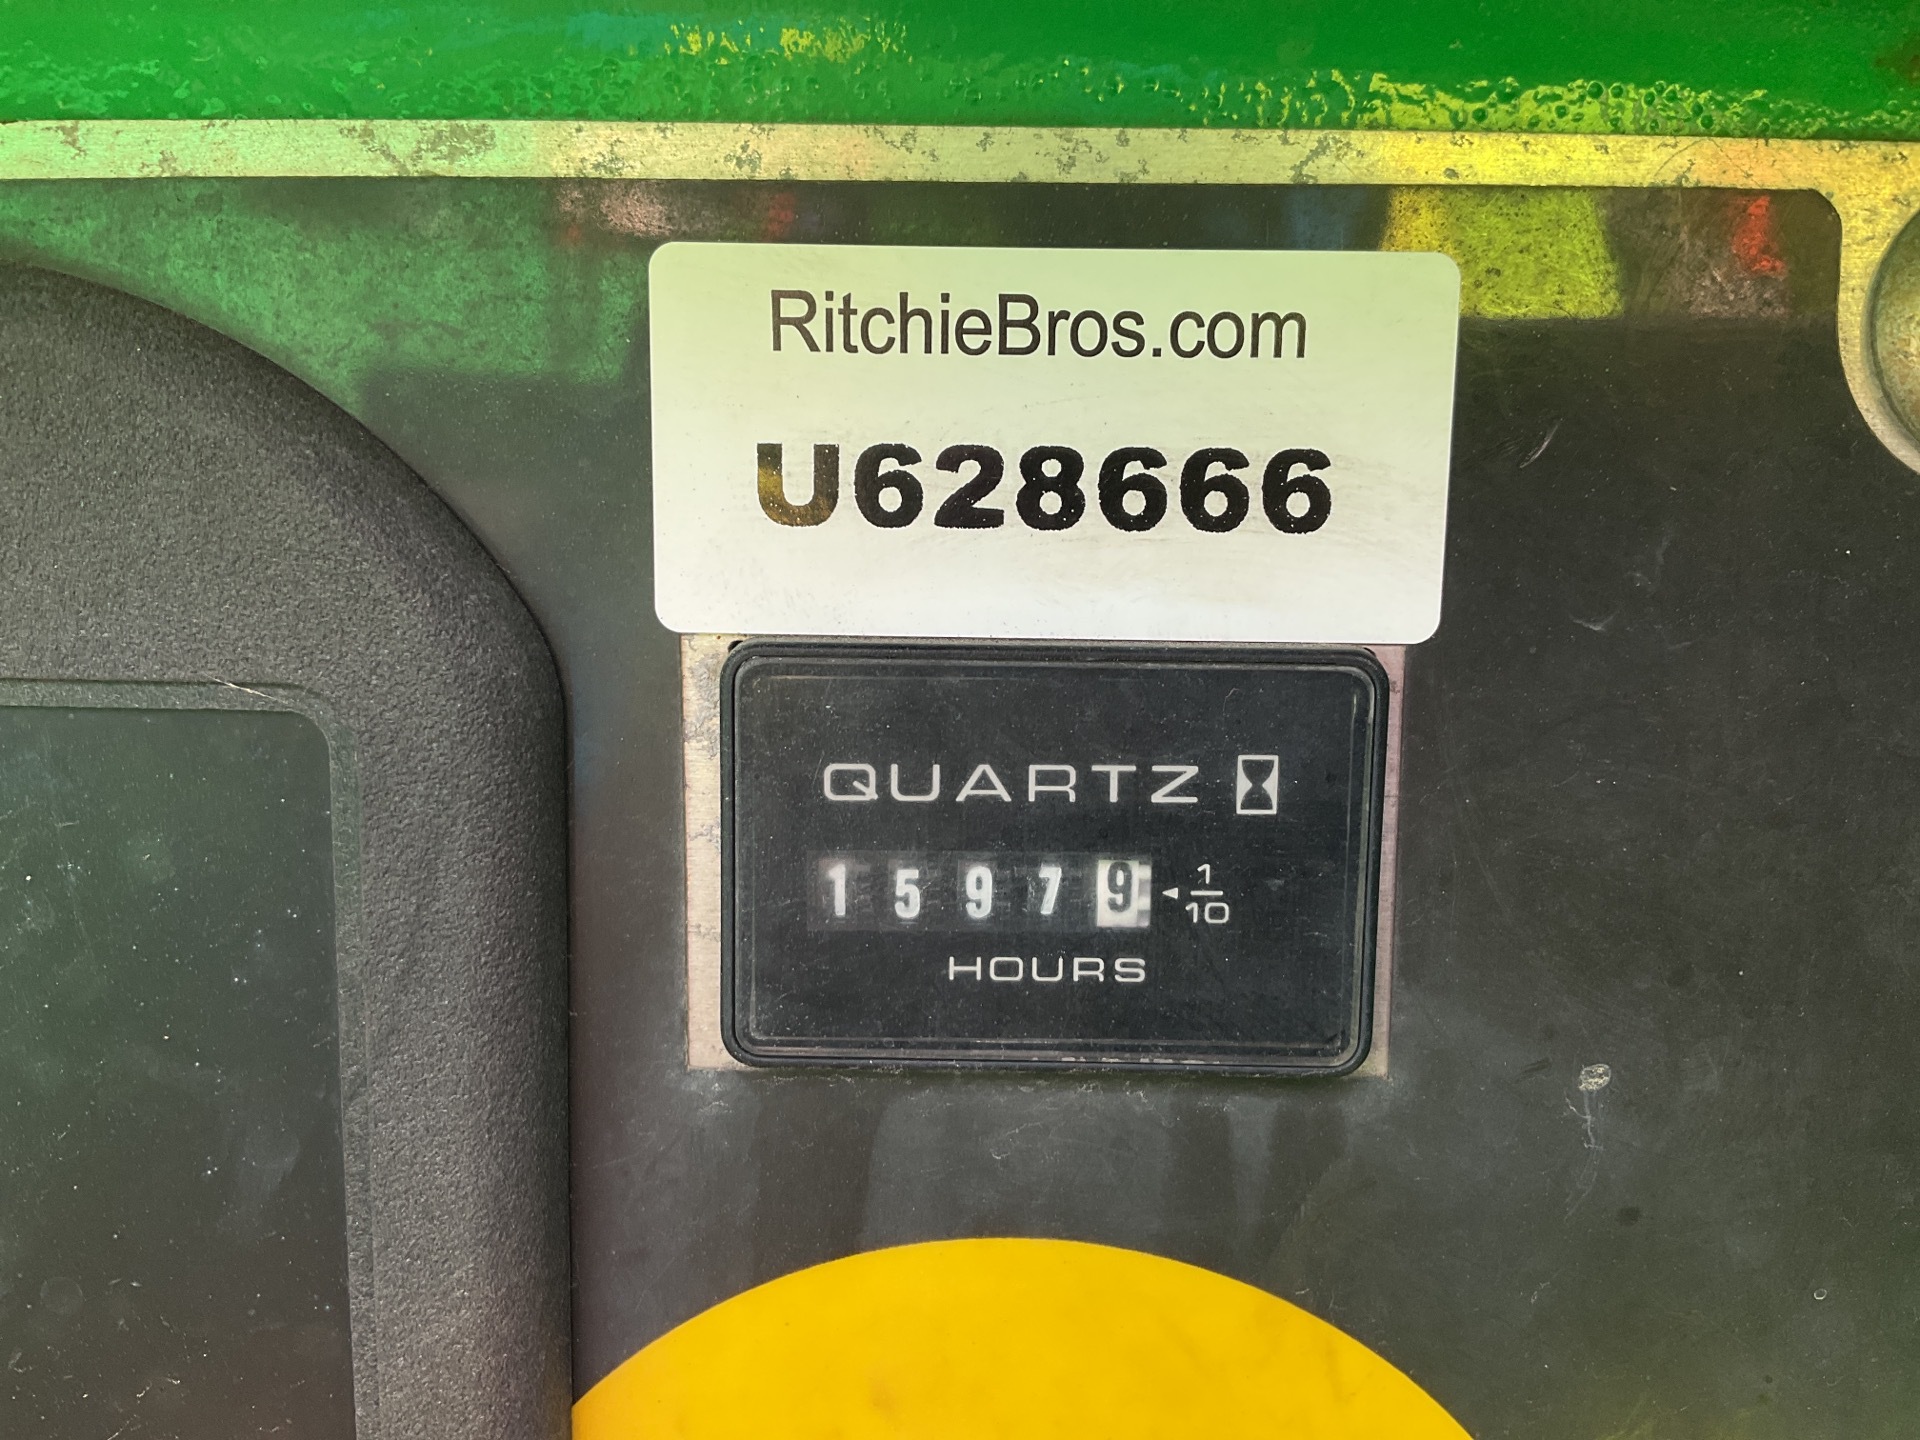 RitchieBros.com
U628666
QUARTZ
15979 1/10
HOURS